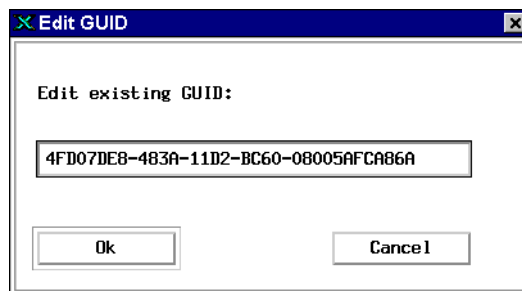 Edit GUID
Edit existing GUID:
4FD07DE8-483A-11D2-BC60-08005AFCA86A
Ok
Cancel